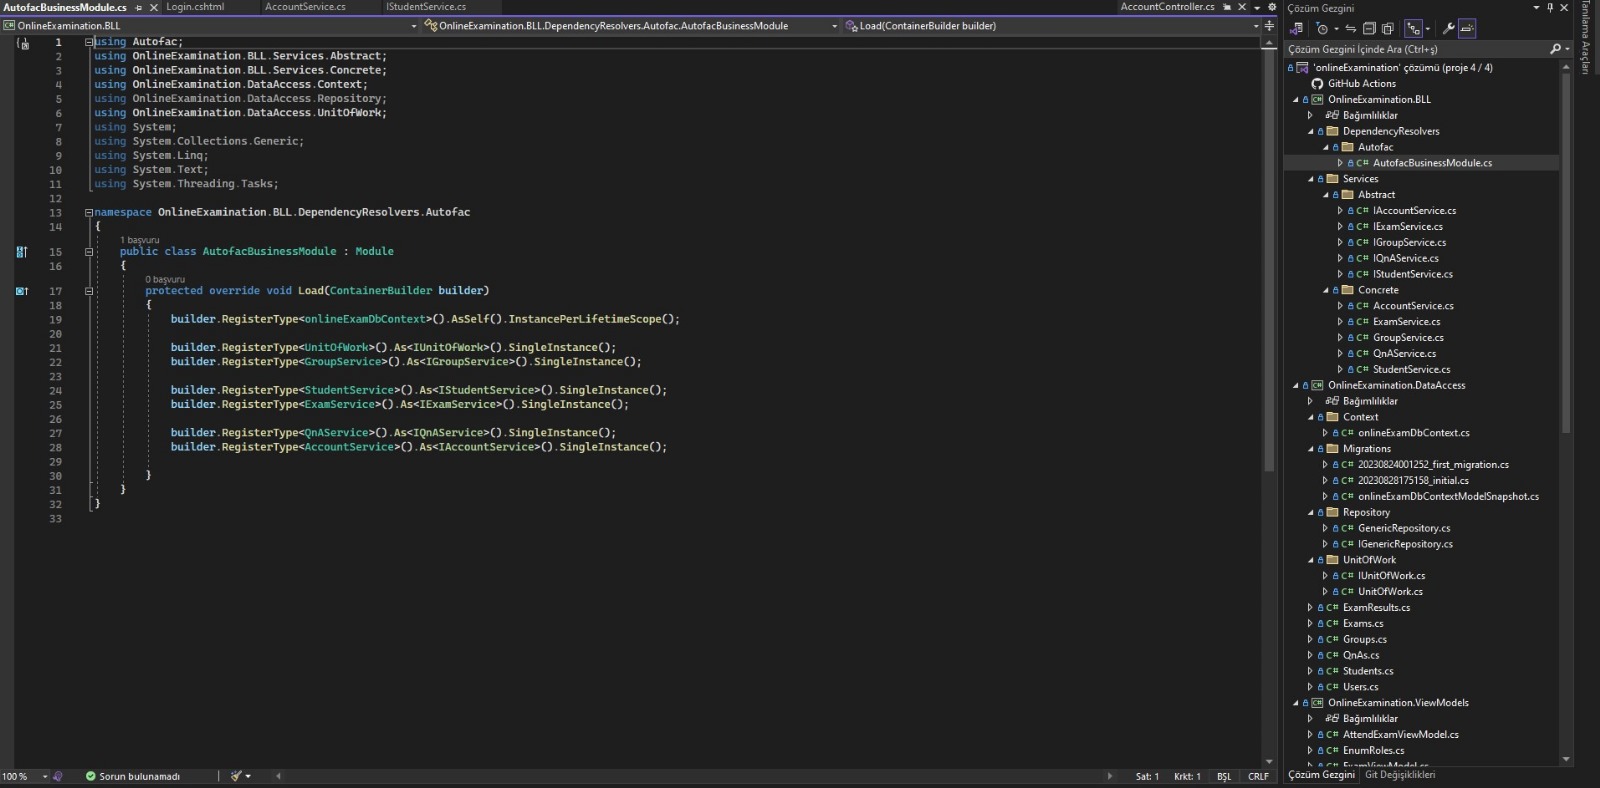 AutofacBusinessModule.cs
Login.cshtml
AccountService.cs
IStudentService.cs
AccountController.cs
OnlineExamination.BLL
OnlineExamination.BLL.DependencyResolvers.Autofac.AutofacBusinessModule
Load(ContainerBuilder builder)
1 using Autofac;
2 using OnlineExamination.BLL.Services.Abstract;
3 using OnlineExamination.BLL.Services.Concrete;
4 using OnlineExamination.DataAccess.Context;
5 using OnlineExamination.DataAccess.Repository;
6 using OnlineExamination.DataAccess.UnitOfWork;
7 using System;
8 using System.Collections.Generic;
9 using System.Linq;
10 using System.Text;
11 using System.Threading.Tasks;
12
13 namespace OnlineExamination.BLL.DependencyResolvers.Autofac
14 {
1 başvuru
15 public class AutofacBusinessModule : Module
16 {
0 başvuru
17 protected override void Load(ContainerBuilder builder)
18 {
19 builder.RegisterType<onlineExamDbContext>().AsSelf().InstancePerLifetimeScope();
20
21 builder.RegisterType<UnitOfWork>().As<IUnitOfWork>().SingleInstance();
22 builder.RegisterType<GroupService>().As<IGroupService>().SingleInstance();
23
24 builder.RegisterType<StudentService>().As<IStudentService>().SingleInstance();
25 builder.RegisterType<ExamService>().As<IExamService>().SingleInstance();
26
27 builder.RegisterType<QnAService>().As<IQnAService>().SingleInstance();
28 builder.RegisterType<AccountService>().As<IAccountService>().SingleInstance();
29
30 }
31 }
32 }
33
100 %
Sorun bulunamadı
Satı: 1
Krkt: 1
BŞL
CRLF
Çözüm Gezgini
Çözüm Gezgini İçinde Ara (Ctrl+ş)
'onlineExamination' çözümü (proje 4 / 4)
GitHub Actions
OnlineExamination.BLL
Bağımlılıklar
DependencyResolvers
Autofac
C# AutofacBusinessModule.cs
Services
Abstract
C# IAccountService.cs
C# IExamService.cs
C# IGroupService.cs
C# IQnAService.cs
C# IStudentService.cs
Concrete
C# AccountService.cs
C# ExamService.cs
C# GroupService.cs
C# QnAService.cs
C# StudentService.cs
OnlineExamination.DataAccess
Bağımlılıklar
Context
C# onlineExamDbContext.cs
Migrations
C# 20230824001252_first_migration.cs
C# 20230828175158_initial.cs
C# onlineExamDbContextModelSnapshot.cs
Repository
C# GenericRepository.cs
C# IGenericRepository.cs
UnitOfWork
C# IUnitOfWork.cs
C# UnitOfWork.cs
C# ExamResults.cs
C# Exams.cs
C# Groups.cs
C# QnAs.cs
C# Students.cs
C# Users.cs
OnlineExamination.ViewModels
Bağımlılıklar
C# AttendExamViewModel.cs
C# EnumRoles.cs
C# ExamViewModel.cs
Çözüm Gezgini
Git Değişiklikleri
Tanılama Araçları